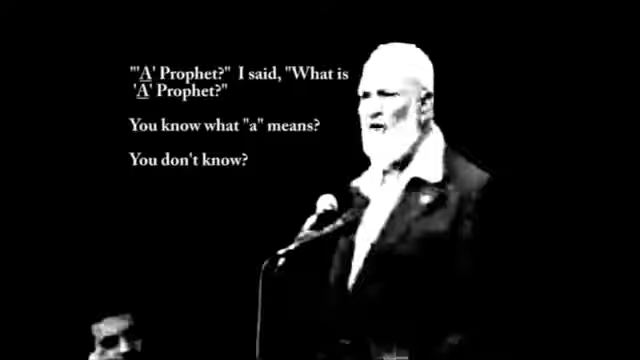 "'A' Prophet?" I said, "What is
'A' Prophet?"
You know what "a" means?
You don't know?